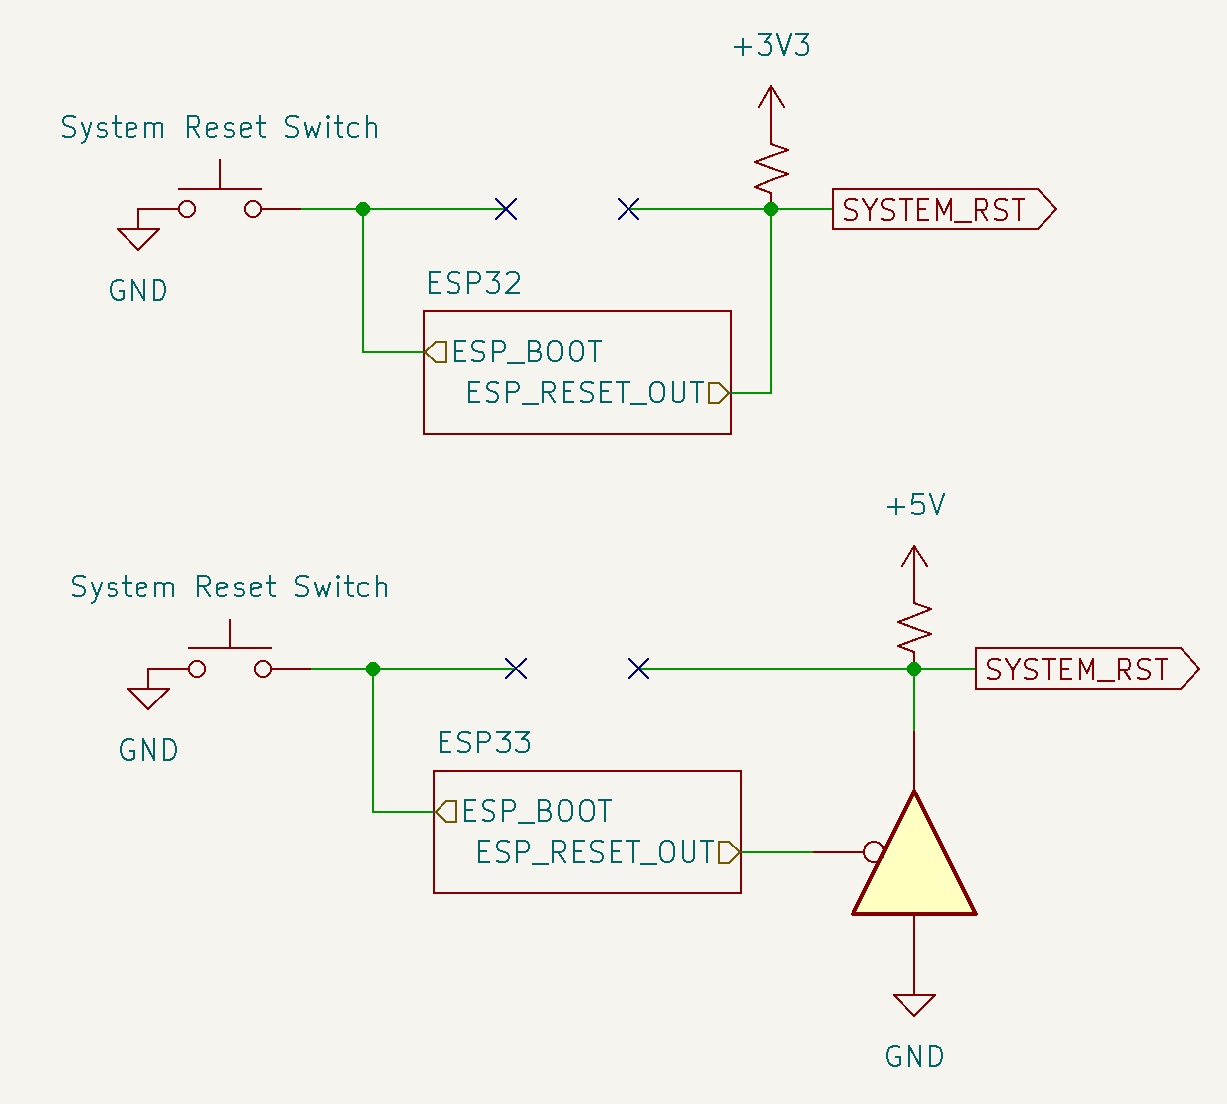 +3V3
System Reset Switch
SYSTEM_RST
GND
ESP32
ESP_BOOT
ESP_RESET_OUT
+5V
System Reset Switch
SYSTEM_RST
GND
ESP33
ESP_BOOT
ESP_RESET_OUT
GND